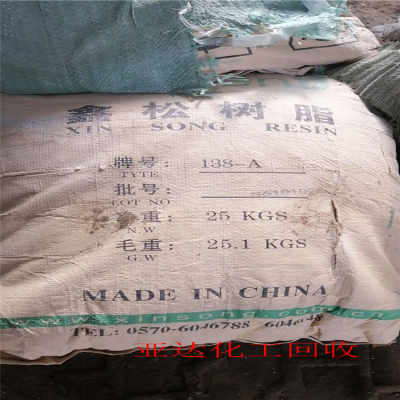 鑫松树脂
XIN SONG RESIN
牌号: 138-A
TYTE
批号:
LOT NO
净重: 25 KGS
N.W
毛重: 25.1 KGS
G.W
MADE IN CHINA
TEL: 0570-6046788
亚达化工回收